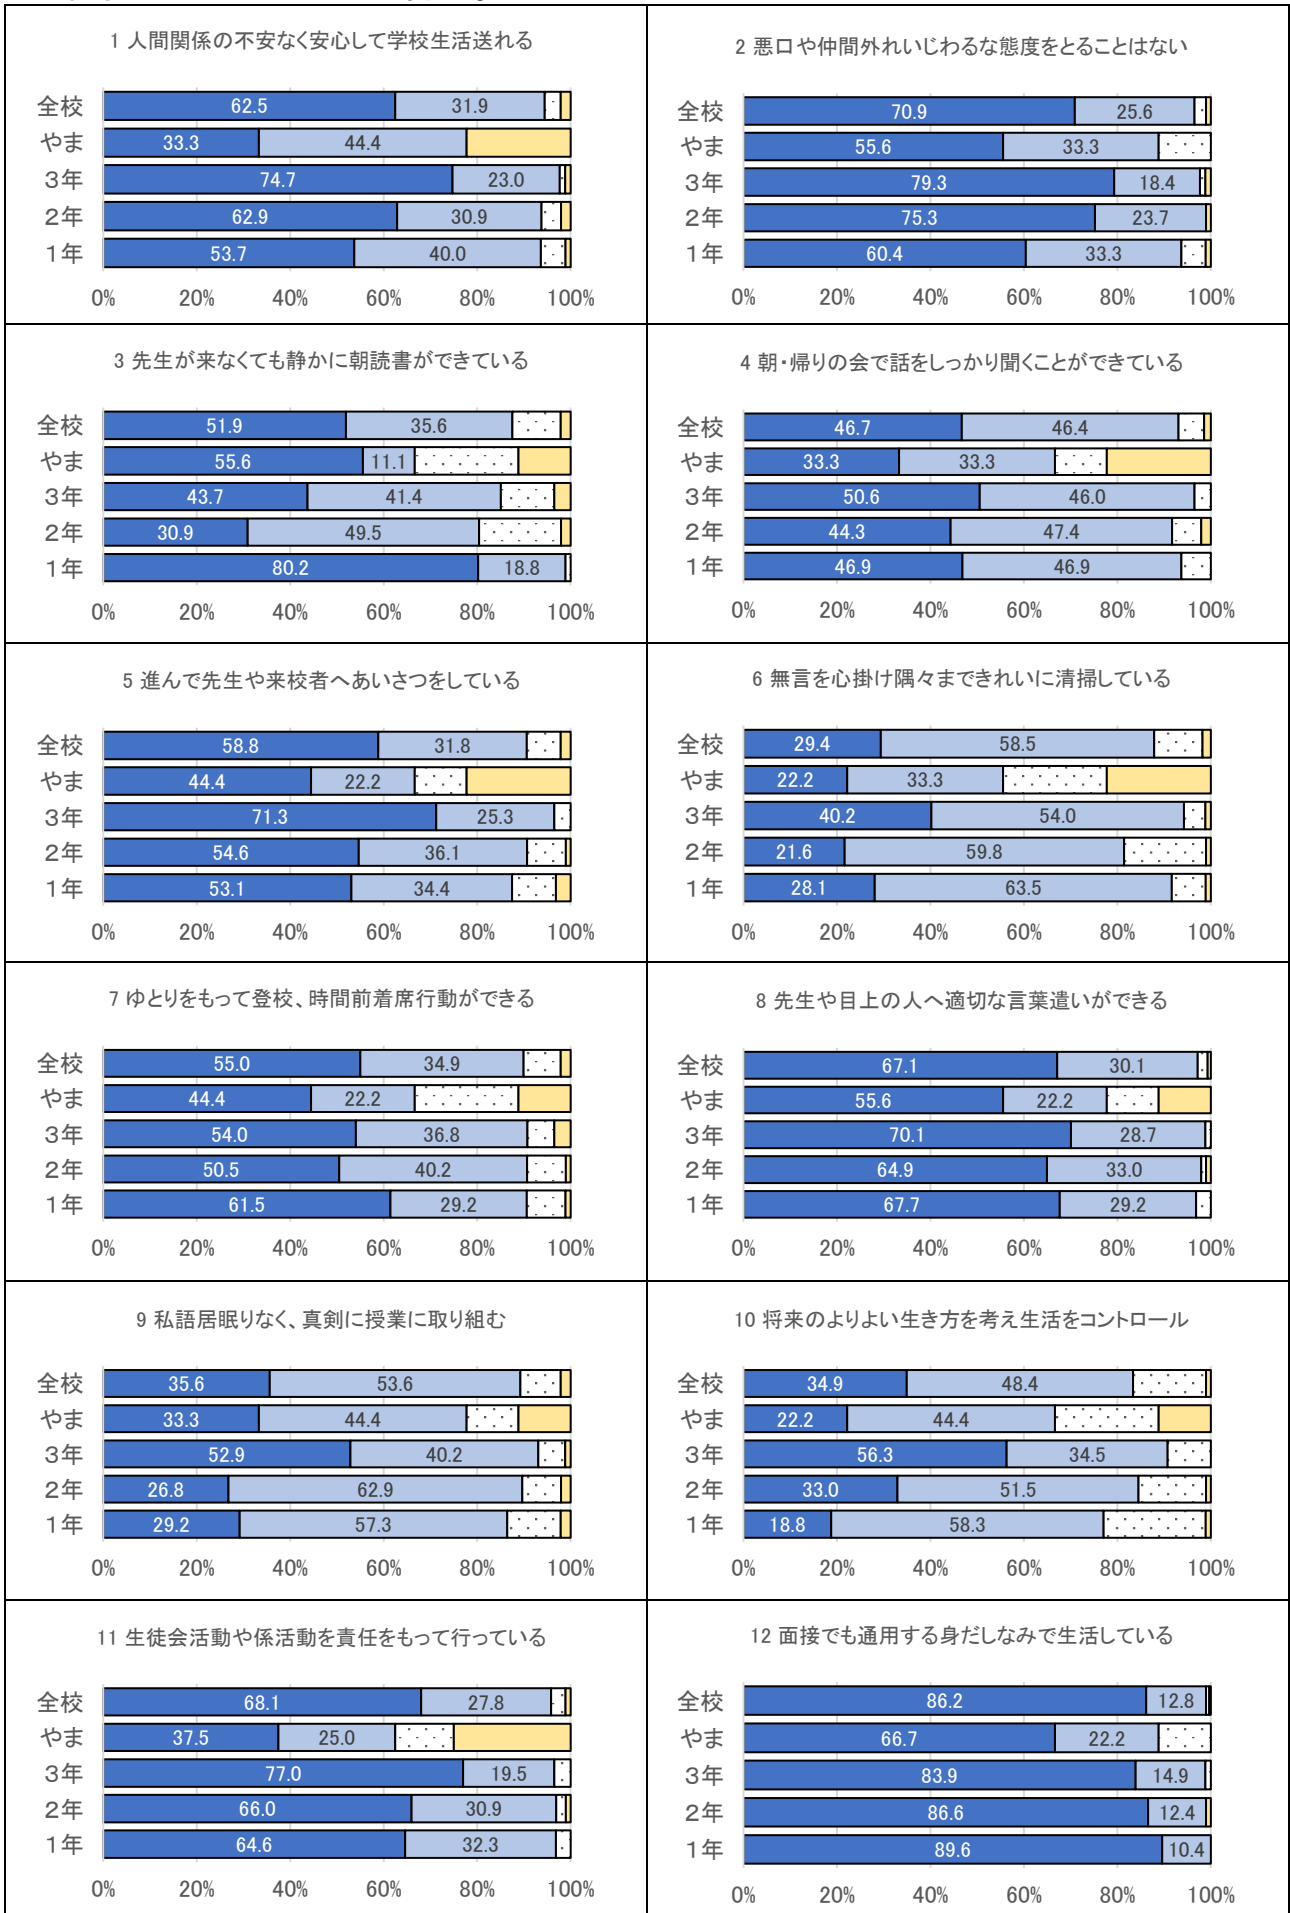 1 人間関係の不安なく安心して学校生活送れる
全校 62.5 31.9
やま 33.3 44.4
3年 74.7 23.0
2年 62.9 30.9
1年 53.7 40.0
0% 20% 40% 60% 80% 100%
2 悪口や仲間外れいじわるな態度をとることはない
全校 70.9 25.6
やま 55.6 33.3
3年 79.3 18.4
2年 75.3 23.7
1年 60.4 33.3
0% 20% 40% 60% 80% 100%
3 先生が来なくても静かに朝読書ができている
全校 51.9 35.6
やま 55.6 11.1
3年 43.7 41.4
2年 30.9 49.5
1年 80.2 18.8
0% 20% 40% 60% 80% 100%
4 朝・帰りの会で話をしっかり聞くことができている
全校 46.7 46.4
やま 33.3 33.3
3年 50.6 46.0
2年 44.3 47.4
1年 46.9 46.9
0% 20% 40% 60% 80% 100%
5 進んで先生や来校者へあいさつをしている
全校 58.8 31.8
やま 44.4 22.2
3年 71.3 25.3
2年 54.6 36.1
1年 53.1 34.4
0% 20% 40% 60% 80% 100%
6 無言を心掛け隅々まできれいに清掃している
全校 29.4 58.5
やま 22.2 33.3
3年 40.2 54.0
2年 21.6 59.8
1年 28.1 63.5
0% 20% 40% 60% 80% 100%
7 ゆとりをもって登校、時間前着席行動ができる
全校 55.0 34.9
やま 44.4 22.2
3年 54.0 36.8
2年 50.5 40.2
1年 61.5 29.2
0% 20% 40% 60% 80% 100%
8 先生や目上の人へ適切な言葉遣いができる
全校 67.1 30.1
やま 55.6 22.2
3年 70.1 28.7
2年 64.9 33.0
1年 67.7 29.2
0% 20% 40% 60% 80% 100%
9 私語居眠りなく、真剣に授業に取り組む
全校 35.6 53.6
やま 33.3 44.4
3年 52.9 40.2
2年 26.8 62.9
1年 29.2 57.3
0% 20% 40% 60% 80% 100%
10 将来のよりよい生き方を考え生活をコントロール
全校 34.9 48.4
やま 22.2 44.4
3年 56.3 34.5
2年 33.0 51.5
1年 18.8 58.3
0% 20% 40% 60% 80% 100%
11 生徒会活動や係活動を責任をもって行っている
全校 68.1 27.8
やま 37.5 25.0
3年 77.0 19.5
2年 66.0 30.9
1年 64.6 32.3
0% 20% 40% 60% 80% 100%
12 面接でも通用する身だしなみで生活している
全校 86.2 12.8
やま 66.7 22.2
3年 83.9 14.9
2年 86.6 12.4
1年 89.6 10.4
0% 20% 40% 60% 80% 100%